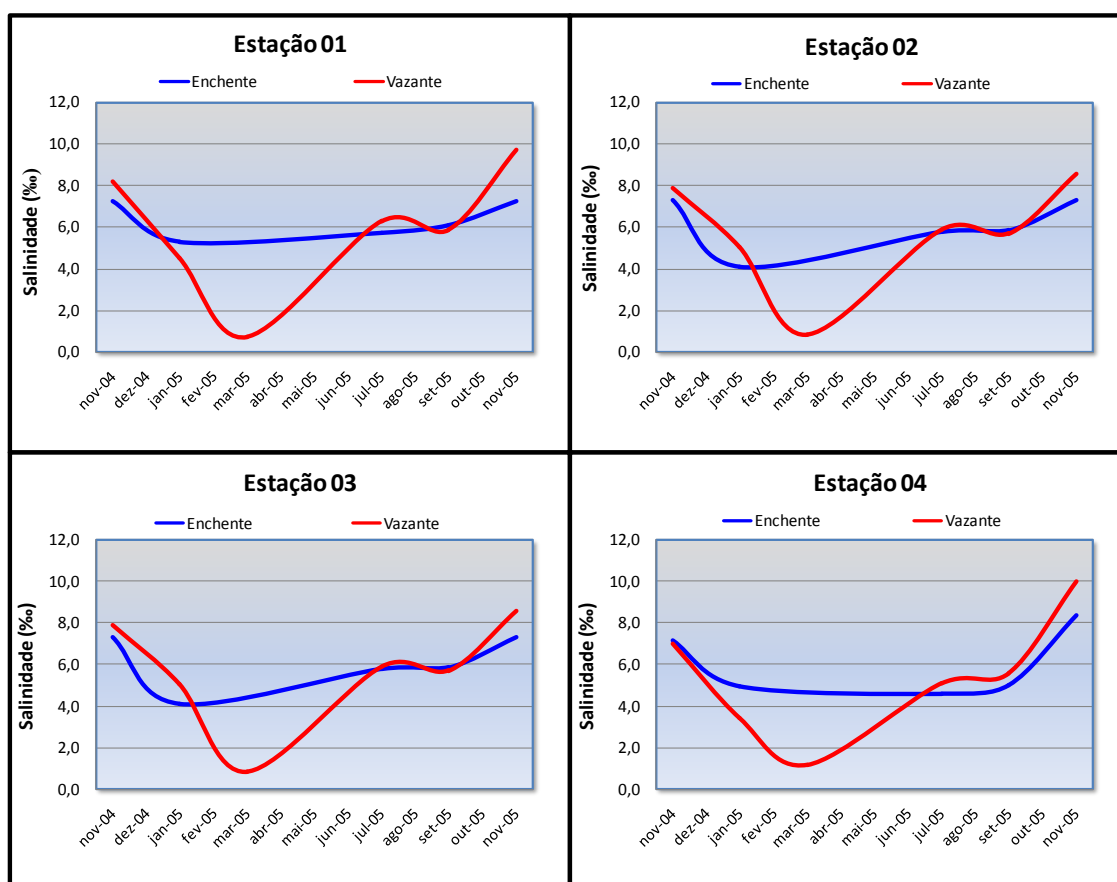 Estação 01
Enchente Vazante
Salinidade (‰)
12,0
10,0
8,0
6,0
4,0
2,0
0,0
nov-04 dez-04 jan-05 fev-05 mar-05 abr-05 mai-05 jun-05 jul-05 ago-05 set-05 out-05 nov-05
Estação 02
Enchente Vazante
Salinidade (‰)
12,0
10,0
8,0
6,0
4,0
2,0
0,0
nov-04 dez-04 jan-05 fev-05 mar-05 abr-05 mai-05 jun-05 jul-05 ago-05 set-05 out-05 nov-05
Estação 03
Enchente Vazante
Salinidade (‰)
12,0
10,0
8,0
6,0
4,0
2,0
0,0
nov-04 dez-04 jan-05 fev-05 mar-05 abr-05 mai-05 jun-05 jul-05 ago-05 set-05 out-05 nov-05
Estação 04
Enchente Vazante
Salinidade (‰)
12,0
10,0
8,0
6,0
4,0
2,0
0,0
nov-04 dez-04 jan-05 fev-05 mar-05 abr-05 mai-05 jun-05 jul-05 ago-05 set-05 out-05 nov-05